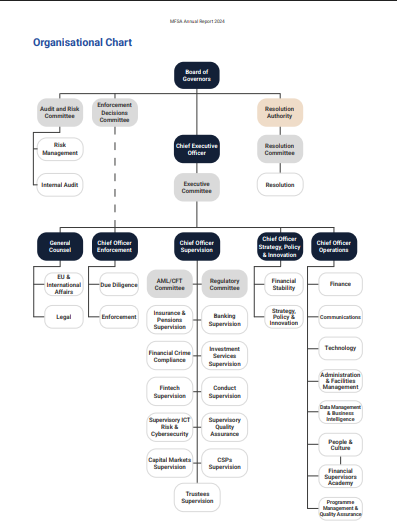 MFSA Annual Report 2024
Organisational Chart
Board of
Governors
Audit and Risk
Committee
Enforcement
Decisions
Committee
Resolution
Authority
Risk
Management
Chief Executive
Officer
Resolution
Committee
Internal Audit
Executive
Committee
Resolution
General
Counsel
Chief Officer
Enforcement
Chief Officer
Supervision
Chief Officer
Strategy, Policy
& Innovation
Chief Officer
Operations
EU &
International
Affairs
Due Diligence
AML/CFT
Committee
Regulatory
Committee
Financial
Stability
Finance
Legal
Enforcement
Insurance &
Pensions
Supervision
Banking
Supervision
Strategy,
Policy &
Innovation
Communications
Financial Crime
Compliance
Investment
Services
Supervision
Technology
Fintech
Supervision
Conduct
Supervision
Administration
& Facilities
Management
Supervisory ICT
Risk &
Cybersecurity
Supervisory
Quality
Assurance
Data Management
& Business
Intelligence
Capital Markets
Supervision
CSPs
Supervision
People &
Culture
Trustees
Supervision
Financial
Supervisors
Academy
Programme
Management &
Quality Assurance